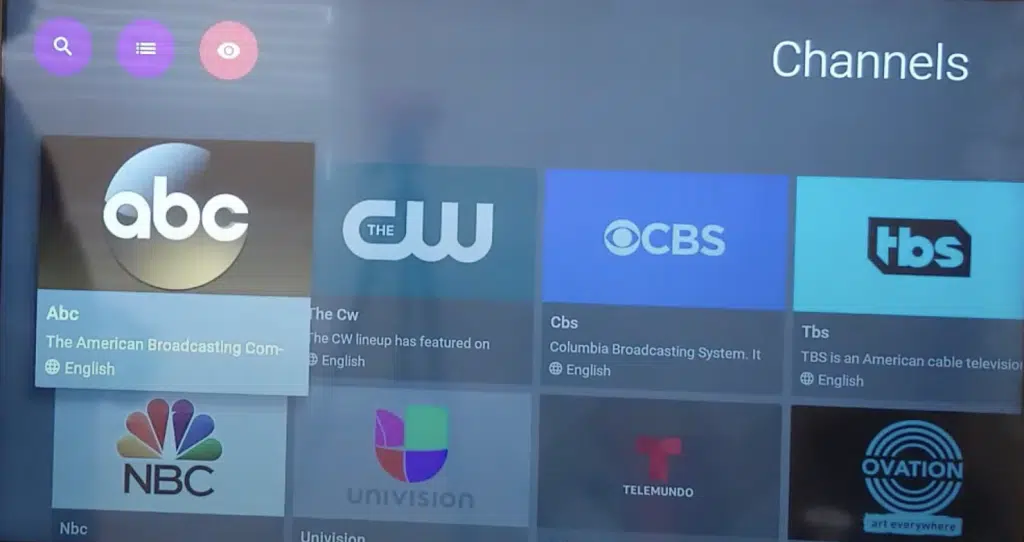 Channels
abc
THE CW
CBS
tbs
Abc
The American Broadcasting Com-
English
The Cw
The CW lineup has featured on
English
Cbs
Columbia Broadcasting System. It
English
Tbs
TBS is an American cable televisio
English
NBC
UNIVISION
TELEMUNDO
OVATION
art everywhere
Nbc
Univision